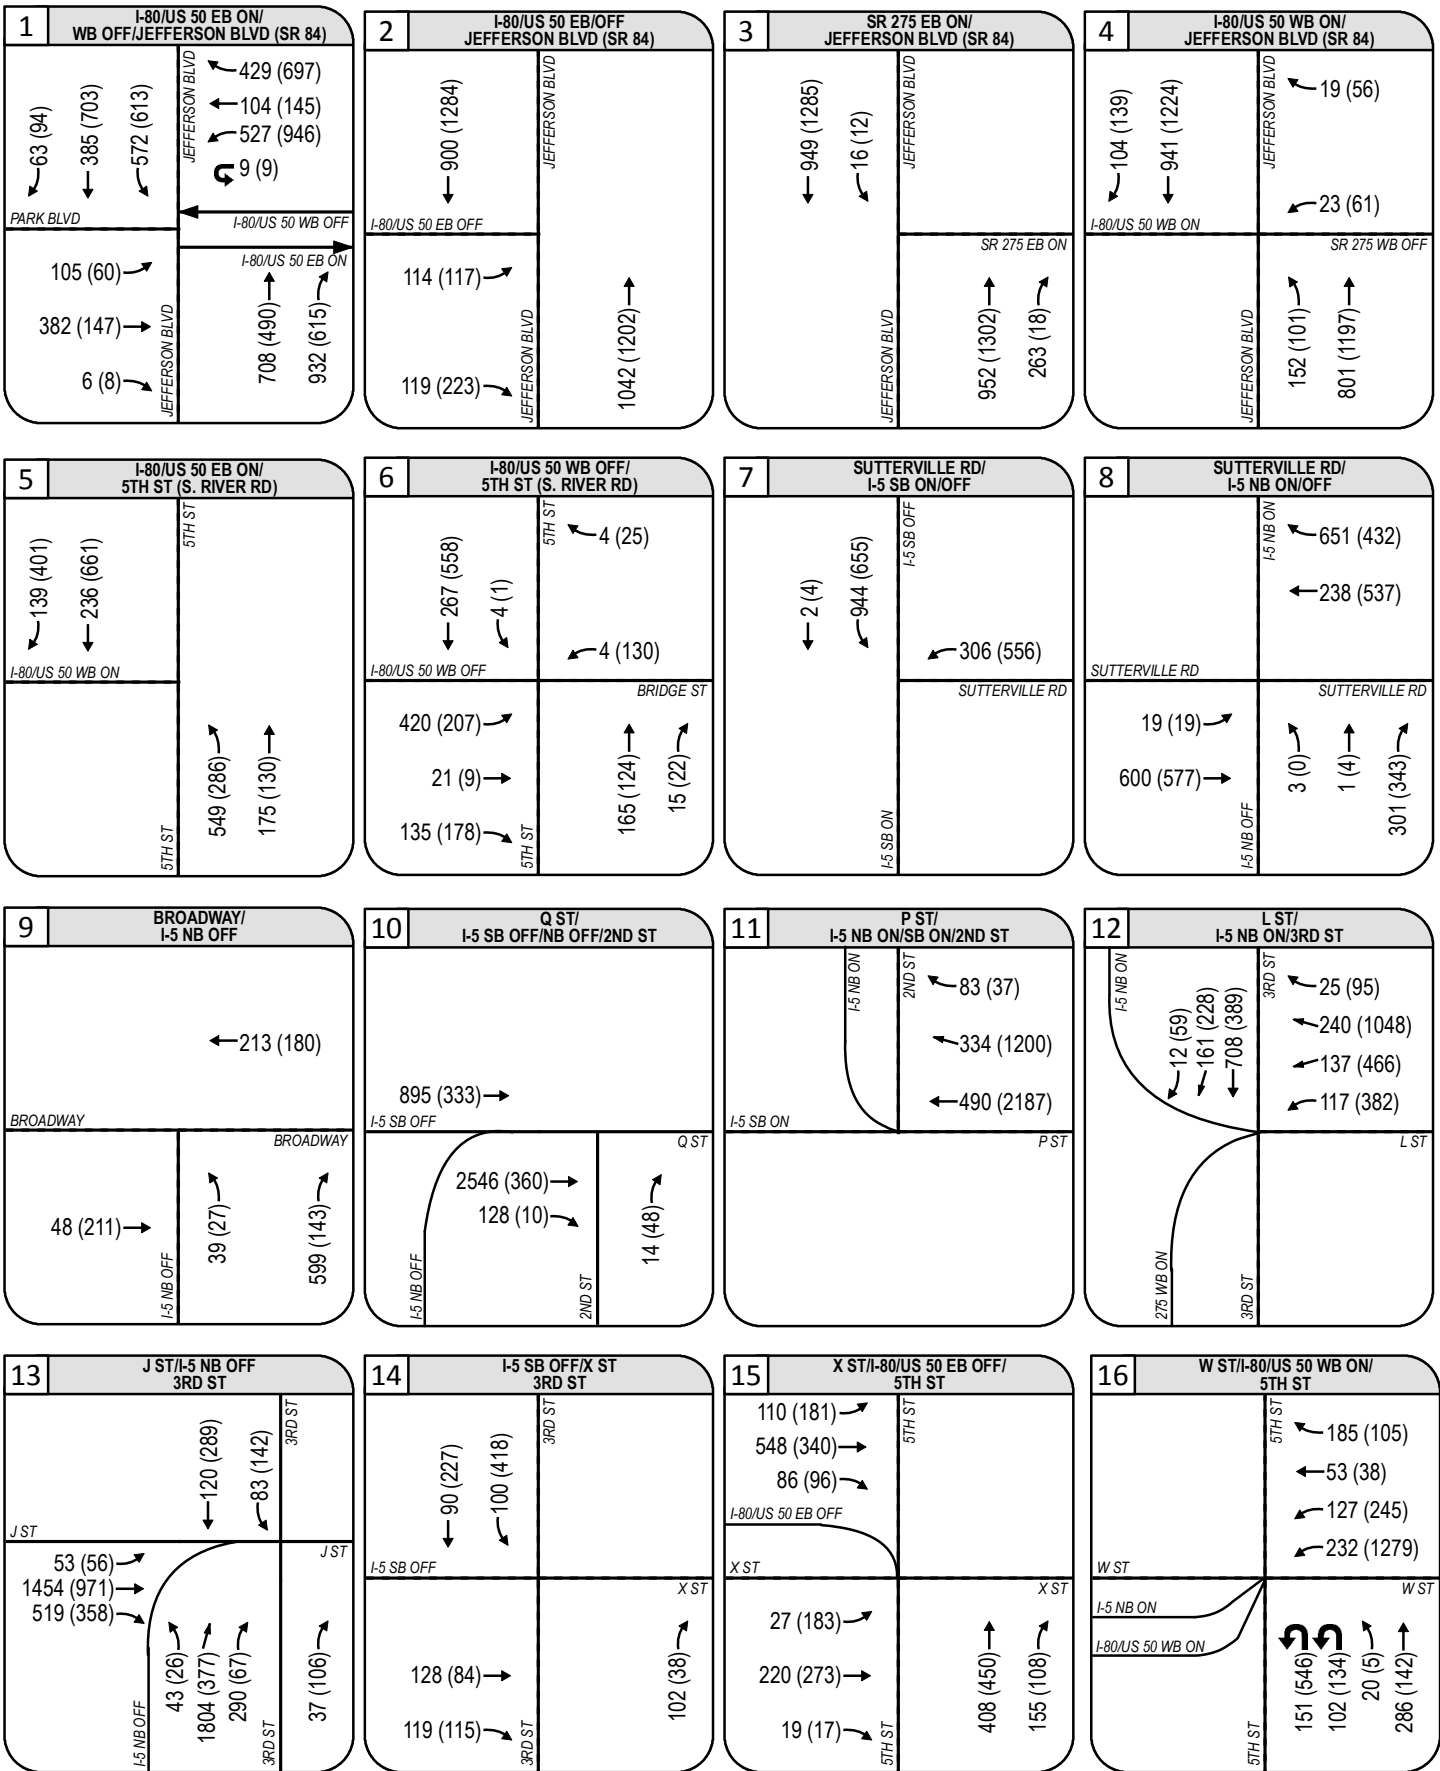 1
I-80/US 50 EB ON/
WB OFF/JEFFERSON BLVD (SR 84)
63 (94)
385 (703)
572 (613)
JEFFERSON BLVD
429 (697)
104 (145)
527 (946)
9 (9)
PARK BLVD
I-80/US 50 WB OFF
I-80/US 50 EB ON
105 (60)
382 (147)
6 (8)
JEFFERSON BLVD
708 (490)
932 (615)
2
I-80/US 50 EB/OFF
JEFFERSON BLVD (SR 84)
900 (1284)
JEFFERSON BLVD
I-80/US 50 EB OFF
114 (117)
119 (223)
JEFFERSON BLVD
1042 (1202)
3
SR 275 EB ON/
JEFFERSON BLVD (SR 84)
949 (1285)
16 (12)
JEFFERSON BLVD
SR 275 EB ON
JEFFERSON BLVD
952 (1302)
263 (18)
4
I-80/US 50 WB ON/
JEFFERSON BLVD (SR 84)
104 (139)
941 (1224)
JEFFERSON BLVD
19 (56)
23 (61)
I-80/US 50 WB ON
SR 275 WB OFF
JEFFERSON BLVD
152 (101)
801 (1197)
5
I-80/US 50 EB ON/
5TH ST (S. RIVER RD)
139 (401)
236 (661)
5TH ST
I-80/US 50 WB ON
5TH ST
549 (286)
175 (130)
6
I-80/US 50 WB OFF/
5TH ST (S. RIVER RD)
267 (558)
4 (1)
5TH ST
4 (25)
4 (130)
I-80/US 50 WB OFF
BRIDGE ST
420 (207)
21 (9)
135 (178)
5TH ST
165 (124)
15 (22)
7
SUTTERVILLE RD/
I-5 SB ON/OFF
2 (4)
944 (655)
I-5 SB OFF
306 (556)
SUTTERVILLE RD
I-5 SB ON
8
SUTTERVILLE RD/
I-5 NB ON/OFF
I-5 NB ON
651 (432)
238 (537)
SUTTERVILLE RD
SUTTERVILLE RD
19 (19)
600 (577)
I-5 NB OFF
3 (0)
1 (4)
301 (343)
9
BROADWAY/
I-5 NB OFF
213 (180)
BROADWAY
BROADWAY
48 (211)
I-5 NB OFF
39 (27)
599 (143)
10
Q ST/
I-5 SB OFF/NB OFF/2ND ST
895 (333)
I-5 SB OFF
Q ST
2546 (360)
128 (10)
I-5 NB OFF
2ND ST
14 (48)
11
P ST/
I-5 NB ON/SB ON/2ND ST
I-5 NB ON
2ND ST
83 (37)
334 (1200)
490 (2187)
I-5 SB ON
P ST
12
L ST/
I-5 NB ON/3RD ST
I-5 NB ON
12 (59)
161 (228)
708 (389)
3RD ST
25 (95)
240 (1048)
137 (466)
117 (382)
L ST
275 WB ON
3RD ST
13
J ST/I-5 NB OFF
3RD ST
120 (289)
83 (142)
3RD ST
J ST
J ST
53 (56)
1454 (971)
519 (358)
I-5 NB OFF
43 (26)
1804 (377)
290 (67)
3RD ST
37 (106)
14
I-5 SB OFF/X ST
3RD ST
90 (227)
100 (418)
3RD ST
I-5 SB OFF
X ST
128 (84)
119 (115)
3RD ST
102 (38)
15
X ST/I-80/US 50 EB OFF/
5TH ST
110 (181)
548 (340)
86 (96)
5TH ST
I-80/US 50 EB OFF
X ST
X ST
27 (183)
220 (273)
19 (17)
5TH ST
408 (450)
155 (108)
16
W ST/I-80/US 50 WB ON/
5TH ST
5TH ST
185 (105)
53 (38)
127 (245)
232 (1279)
W ST
W ST
I-5 NB ON
I-80/US 50 WB ON
5TH ST
151 (546)
102 (134)
20 (5)
286 (142)